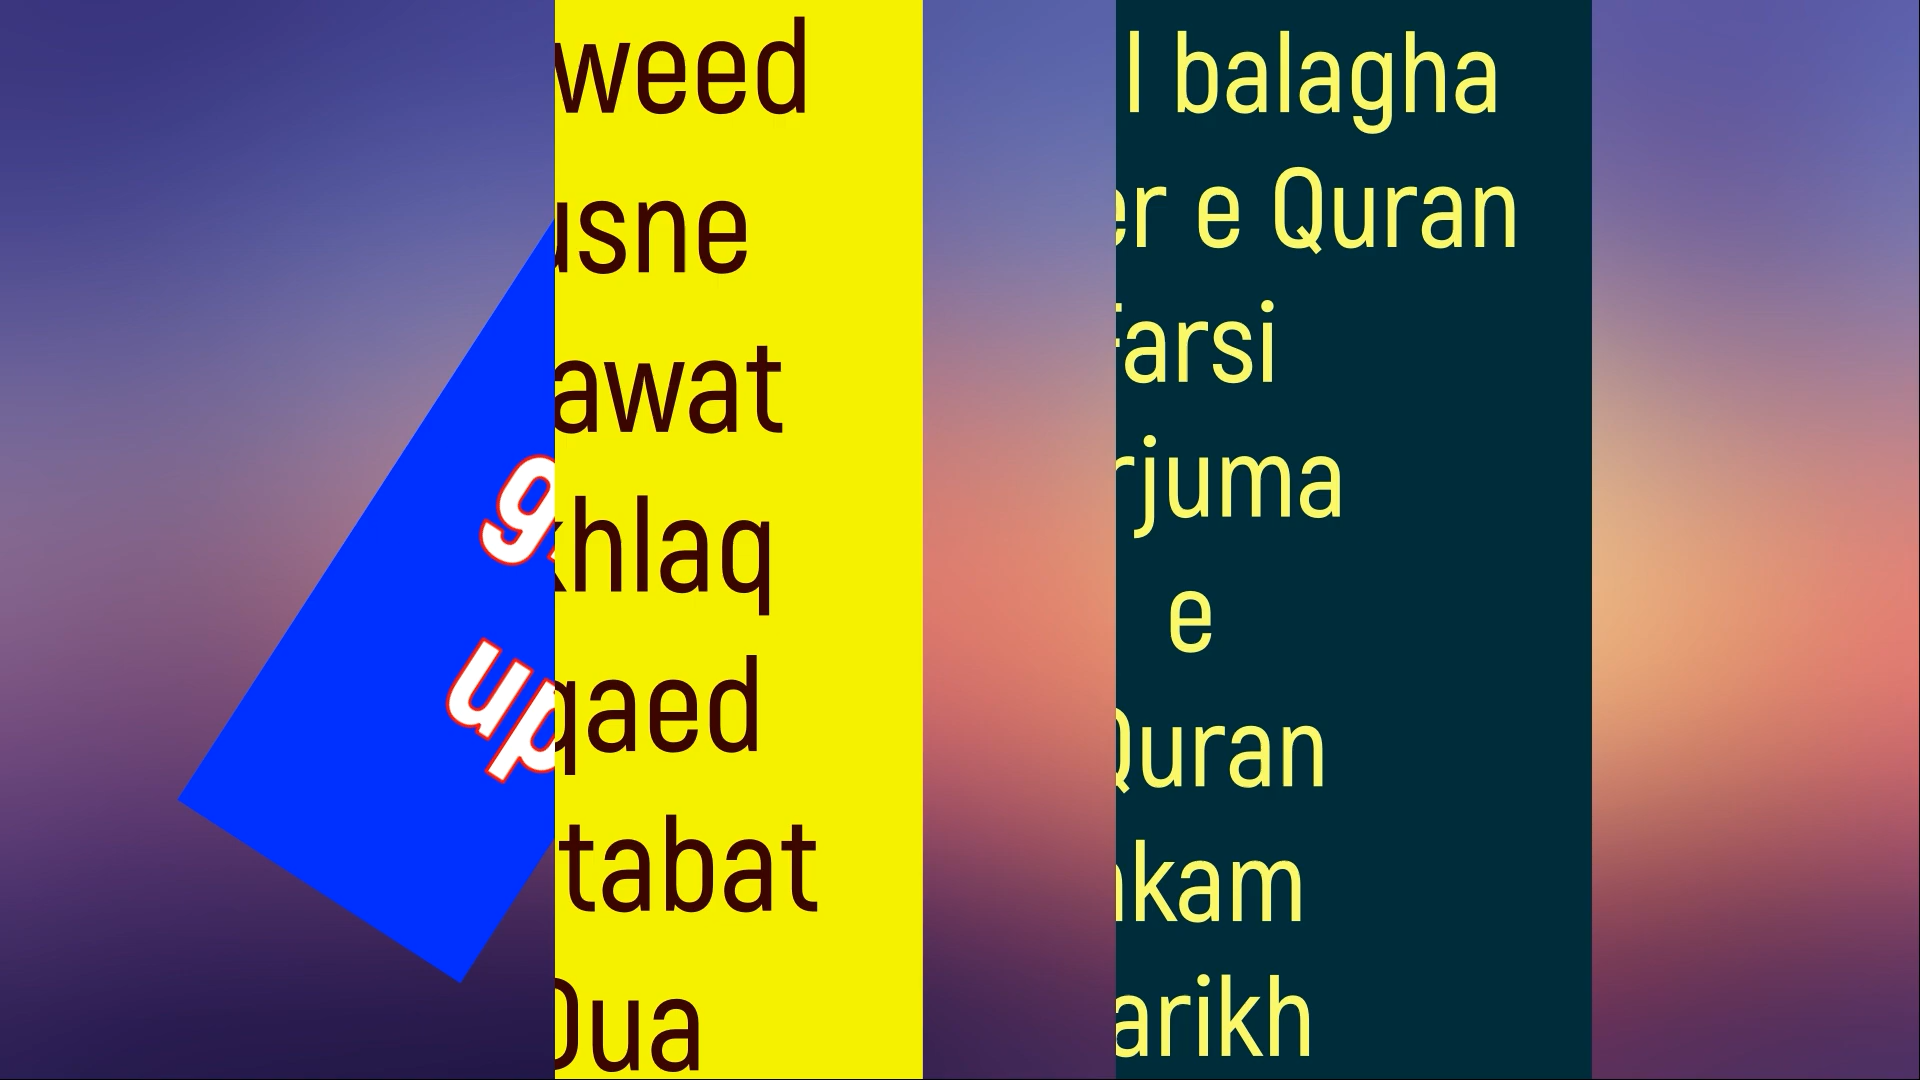 weed
usne
awat
khlaq
qaed
tabat
Dua
l balagha
er e Quran
Farsi
rjuma
e
Quran
hkam
arikh
up